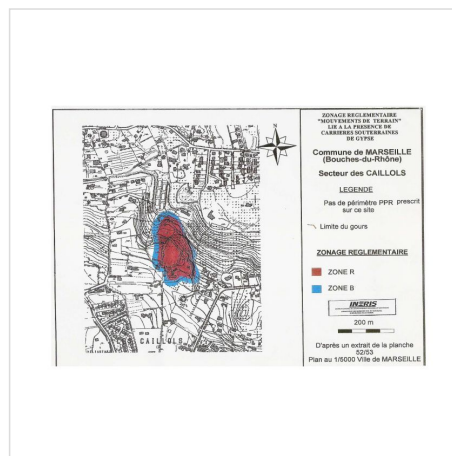 ZONAGE REGLEMENTAIRE
"MOUVEMENTS DE TERRAIN"
LIE A LA PRESENCE DE
CARRIERES SOUTERRAINES
DE GYPSE
Commune de MARSEILLE
(Bouches-du-Rhône)
Secteur des CAILLOLS
LEGENDE
Pas de périmètre PPR prescrit
sur ce site
Limite du gours
ZONAGE REGLEMENTAIRE
ZONE R
ZONE B
INERIS
200 m
D'après un extrait de la planche
52/53
Plan au 1/5000 Ville de MARSEILLE
N
CAILLOLS